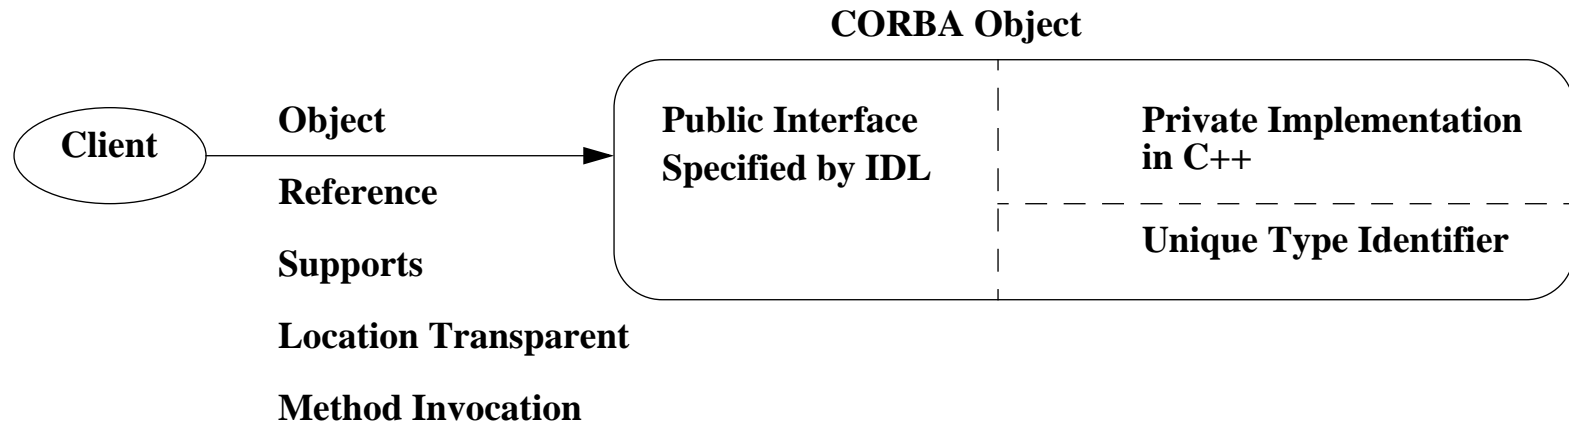 CORBA Object
Client
Object
Reference
Supports
Location Transparent
Method Invocation
Public Interface
Specified by IDL
Private Implementation
in C++
Unique Type Identifier